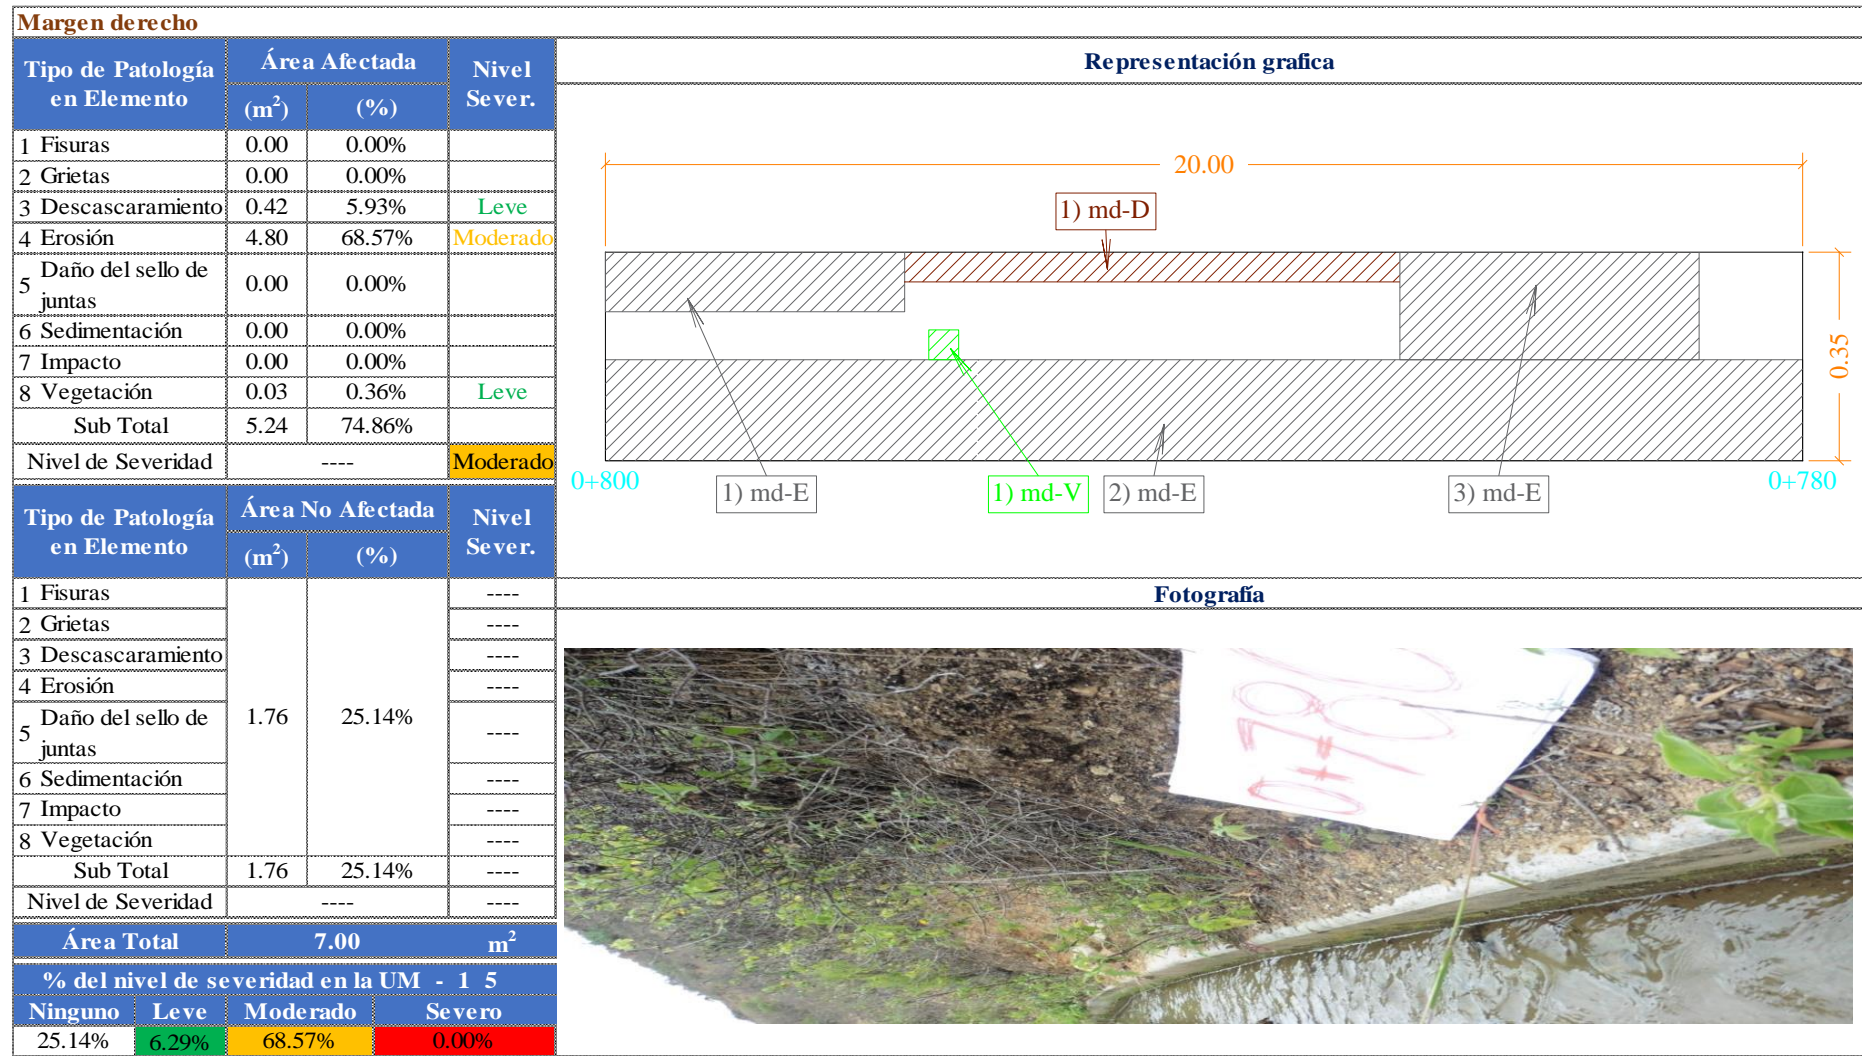 Margen derecho
Tipo de Patología en Elemento Área Afectada Nivel Sever.
(m²) (%)
1 Fisuras 0.00 0.00%
2 Grietas 0.00 0.00%
3 Descascaramiento 0.42 5.93% Leve
4 Erosión 4.80 68.57% Moderado
5 Daño del sello de juntas 0.00 0.00%
6 Sedimentación 0.00 0.00%
7 Impacto 0.00 0.00%
8 Vegetación 0.03 0.36% Leve
Sub Total 5.24 74.86%
Nivel de Severidad ---- Moderado
Tipo de Patología en Elemento Área No Afectada Nivel Sever.
(m²) (%)
1 Fisuras ----
2 Grietas ----
3 Descascaramiento ----
4 Erosión ----
5 Daño del sello de juntas 1.76 25.14% ----
6 Sedimentación ----
7 Impacto ----
8 Vegetación ----
Sub Total 1.76 25.14% ----
Nivel de Severidad ---- ----
Área Total 7.00 m²
% del nivel de severidad en la UM - 1 5
Ninguno Leve Moderado Severo
25.14% 6.29% 68.57% 0.00%
Representación grafica
20.00
1) md-D
0.35
0+800
0+780
1) md-E
1) md-V
2) md-E
3) md-E
Fotografía
0+780